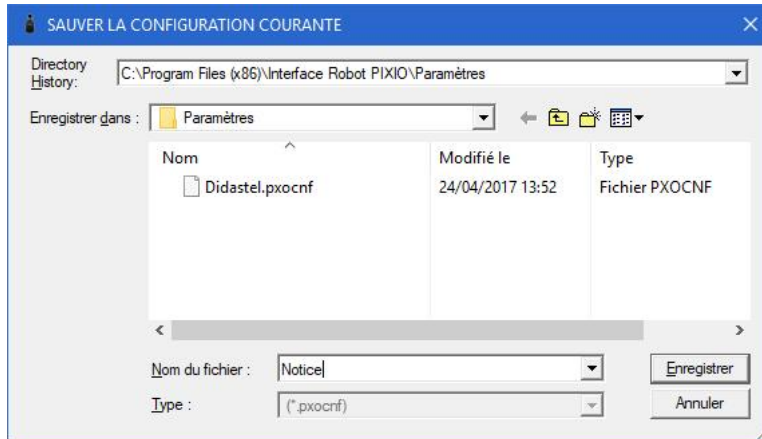 SAUVER LA CONFIGURATION COURANTE
Directory History: C:\Program Files (x86)\Interface Robot PIXIO\Paramètres
Enregistrer dans : Paramètres
Nom Modifié le Type
Didastel.pxocnf 24/04/2017 13:52 Fichier PXOCNF
Nom du fichier : Notice Enregistrer
Type : (*.pxocnf) Annuler